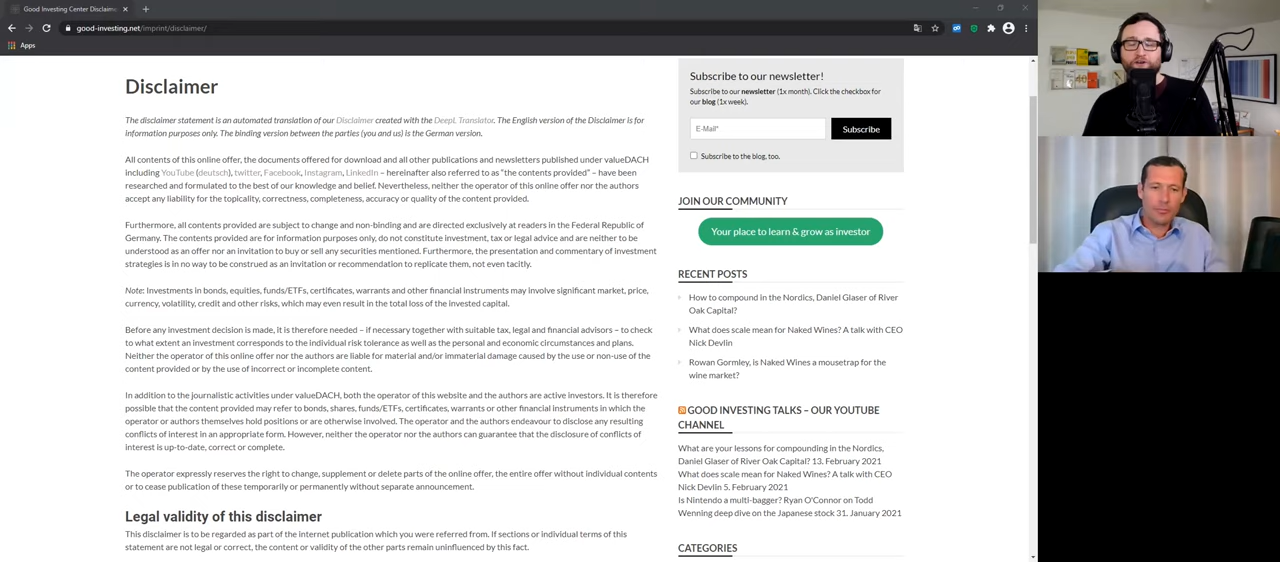 Good Investing Center Disclaime
good-investing.net/imprint/disclaimer/
Apps
Disclaimer
The disclaimer statement is an automated translation of our Disclaimer created with the DeepL Translator. The English version of the Disclaimer is for
information purposes only. The binding version between the parties (you and us) is the German version.
All contents of this online offer, the documents offered for download and all other publications and newsletters published under valueDACH
including YouTube (deutsch), twitter, Facebook, Instagram, LinkedIn – hereinafter also referred to as “the contents provided” – have been
researched and formulated to the best of our knowledge and belief. Nevertheless, neither the operator of this online offer nor the authors
accept any liability for the topicality, correctness, completeness, accuracy or quality of the content provided.
Furthermore, all contents provided are subject to change and non-binding and are directed exclusively at readers in the Federal Republic of
Germany. The contents provided are for information purposes only, do not constitute investment, tax or legal advice and are neither to be
understood as an offer nor an invitation to buy or sell any securities mentioned. Furthermore, the presentation and commentary of investment
strategies is in no way to be construed as an invitation or recommendation to replicate them, not even tacitly.
Note: Investments in bonds, equities, funds/ETFs, certificates, warrants and other financial instruments may involve significant market, price,
currency, volatility, credit and other risks, which may even result in the total loss of the invested capital.
Before any investment decision is made, it is therefore needed – if necessary together with suitable tax, legal and financial advisors – to check
to what extent an investment corresponds to the individual risk tolerance as well as the personal and economic circumstances and plans.
Neither the operator of this online offer nor the authors are liable for material and/or immaterial damage caused by the use or non-use of the
content provided or by the use of incorrect or incomplete content.
In addition to the journalistic activities under valueDACH, both the operator of this website and the authors are active investors. It is therefore
possible that the content provided may refer to bonds, shares, funds/ETFs, certificates, warrants or other financial instruments in which the
operator or authors themselves hold positions or are otherwise involved. The operator and the authors endeavour to disclose any resulting
conflicts of interest in an appropriate form. However, neither the operator nor the authors can guarantee that the disclosure of conflicts of
interest is up-to-date, correct or complete.
The operator expressly reserves the right to change, supplement or delete parts of the online offer, the entire offer without individual contents
or to cease publication of these temporarily or permanently without separate announcement.
Legal validity of this disclaimer
This disclaimer is to be regarded as part of the internet publication which you were referred from. If sections or individual terms of this
statement are not legal or correct, the content or validity of the other parts remain uninfluenced by this fact.
Subscribe to our newsletter!
Subscribe to our newsletter (1x month). Click the checkbox for
our blog (1x week).
E-Mail*
Subscribe
Subscribe to the blog, too.
JOIN OUR COMMUNITY
Your place to learn & grow as investor
RECENT POSTS
How to compound in the Nordics, Daniel Glaser of River
Oak Capital?
What does scale mean for Naked Wines? A talk with CEO
Nick Devlin
Rowan Gormley, is Naked Wines a mousetrap for the
wine market?
GOOD INVESTING TALKS – OUR YOUTUBE
CHANNEL
What are your lessons for compounding in the Nordics,
Daniel Glaser of River Oak Capital? 13. February 2021
What does scale mean for Naked Wines? A talk with CEO
Nick Devlin 5. February 2021
Is Nintendo a multi-bagger? Ryan O'Connor on Todd
Wenning deep dive on the Japanese stock 31. January 2021
CATEGORIES